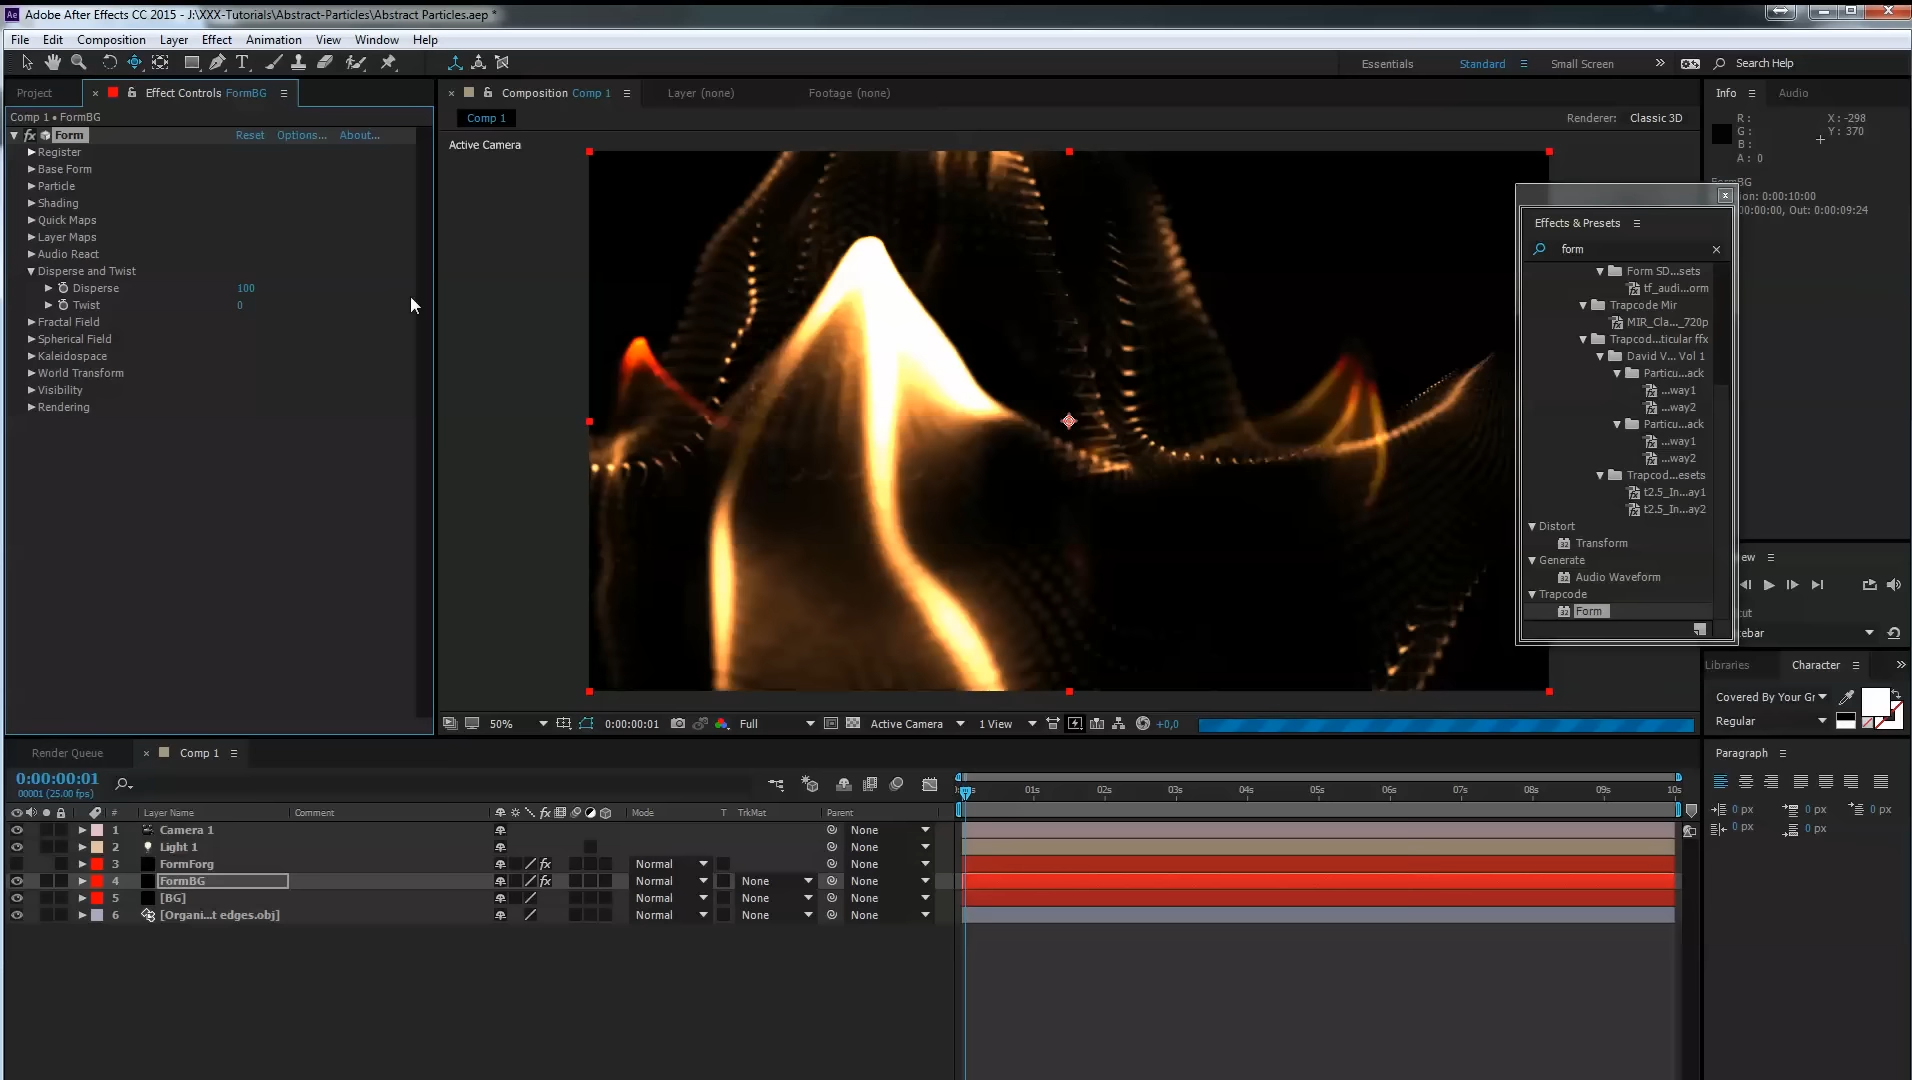 Adobe After Effects CC 2015 - J:\XXX-Tutorials\Abstract-Particles\Abstract Particles.aep *
File Edit Composition Layer Effect Animation View Window Help
Essentials Standard Small Screen Search Help
Project Effect Controls FormBG
Composition Comp 1 Layer (none) Footage (none)
Info Audio
Comp 1 • FormBG
Comp 1
Renderer: Classic 3D
fx Form Reset Options... About...
Active Camera
R :
G :
B :
A : 0
X : -298
Y : 370
Register
Base Form
Particle
Shading
Quick Maps
Layer Maps
Audio React
Disperse and Twist
Disperse 100
Twist 0
Fractal Field
Spherical Field
Kaleidospace
World Transform
Visibility
Rendering
FormBG
ion: 0:00:10:00
00:00:00, Out: 0:00:09:24
Effects & Presets
form
Form SD...sets
tf_audi...orm
Trapcode Mir
MIR_Cla..._720p
Trapcod...ticular ffx
David V... Vol 1
Particu...ack
...way1
...way2
Particu...ack
...way1
...way2
Trapcod...esets
t2.5_In...ay1
t2.5_In...ay2
Distort
Transform
Generate
Audio Waveform
Trapcode
Form
ew
cut
ebar
Libraries Character
Covered By Your Gr
Regular
50% 0:00:00:01 Full Active Camera 1 View +0,0
Render Queue Comp 1
Paragraph
0:00:00:01
00001 (25.00 fps)
01s 02s 03s 04s 05s 06s 07s 08s 09s 10s
0 px 0 px 0 px
0 px 0 px
# Layer Name Comment Mode T TrkMat Parent
1 Camera 1 None
2 Light 1 None
3 FormForg fx Normal None
4 FormBG fx Normal None None
5 [BG] Normal None None
6 [Organi...t edges.obj] Normal None None